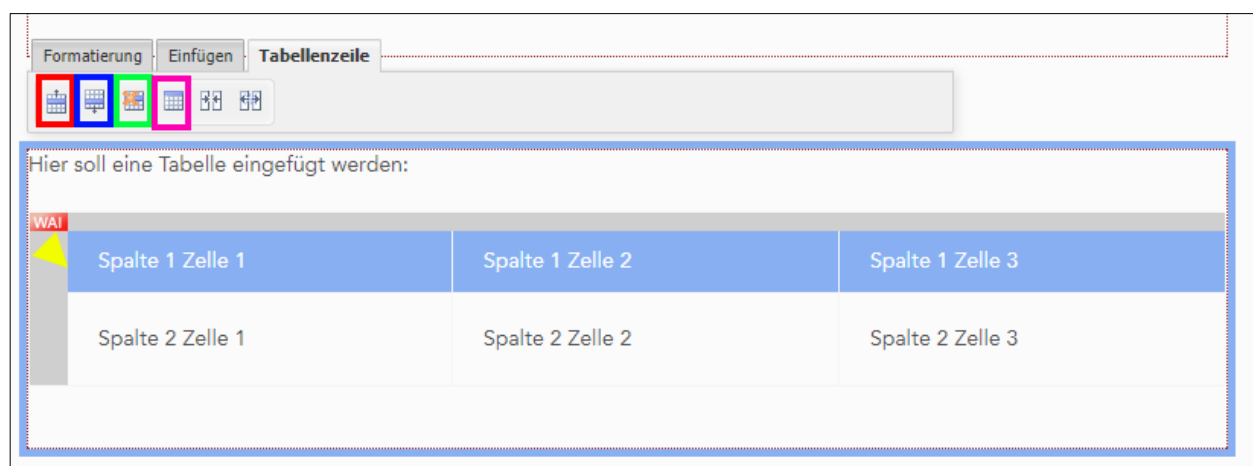 Formatierung Einfügen Tabellenzeile
Hier soll eine Tabelle eingefügt werden:
WAI
Spalte 1 Zelle 1 Spalte 1 Zelle 2 Spalte 1 Zelle 3
Spalte 2 Zelle 1 Spalte 2 Zelle 2 Spalte 2 Zelle 3